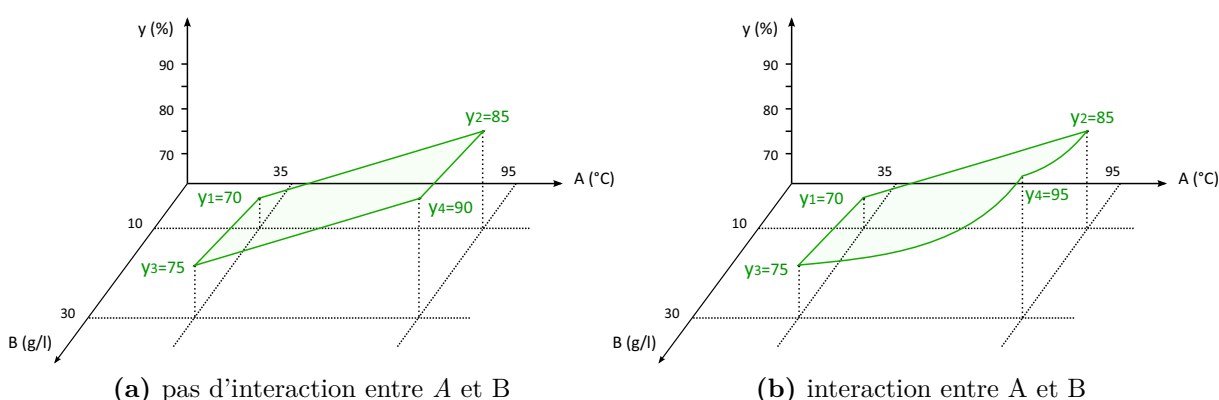 y (%)
90
80
70
y2=85
35
95
A (°C)
y1=70
y4=90
10
y3=75
30
B (g/l)
(a) pas d'interaction entre A et B
y (%)
90
80
70
y2=85
35
95
A (°C)
y1=70
y4=95
10
y3=75
30
B (g/l)
(b) interaction entre A et B